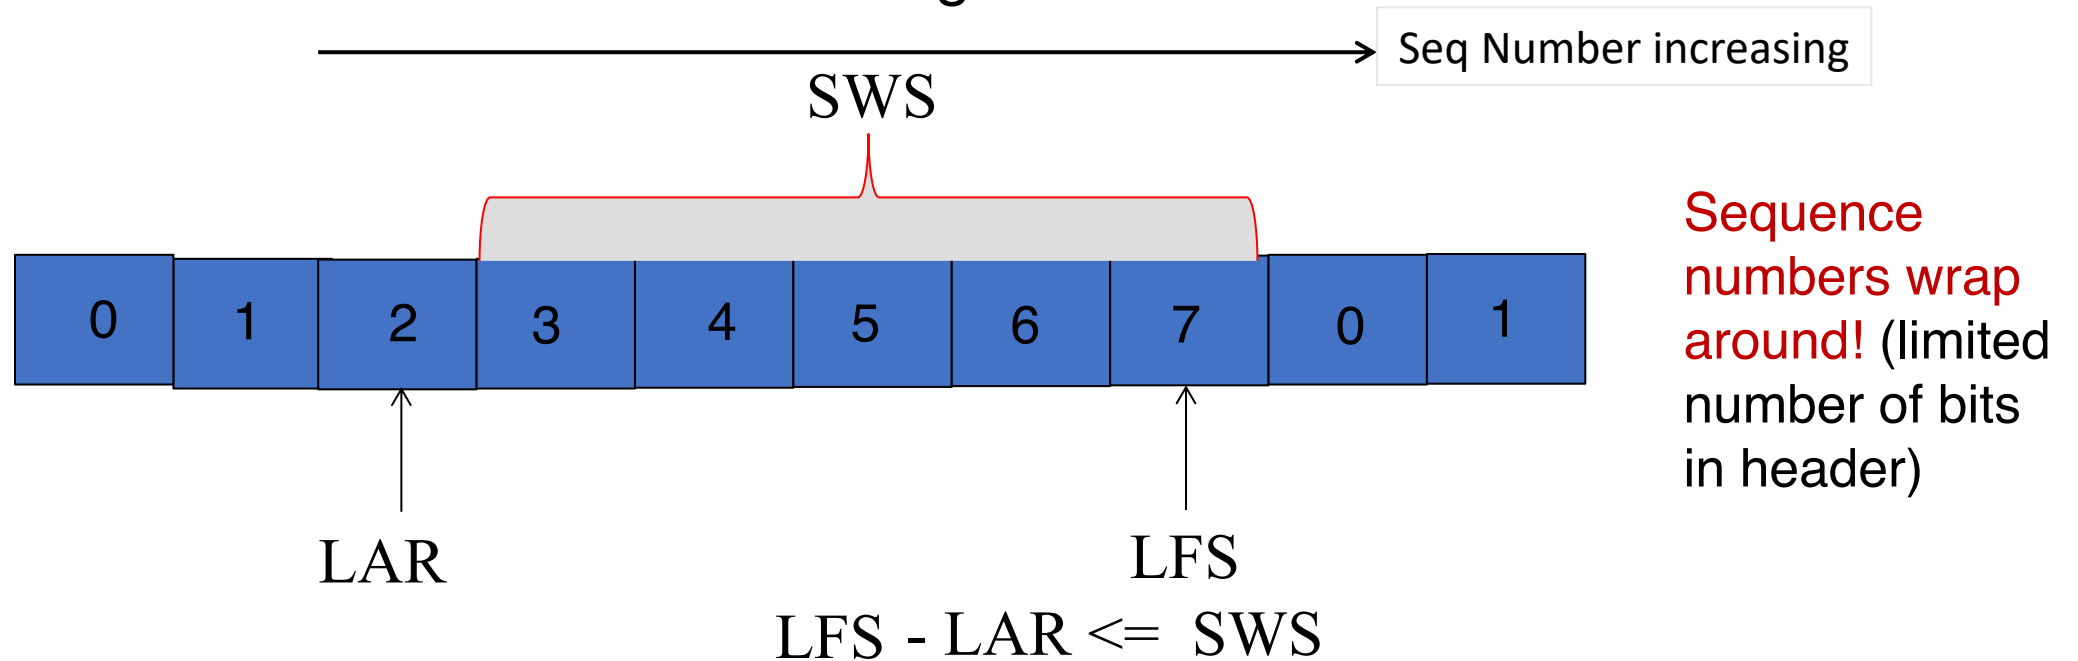 Seq Number increasing
SWS
0 1 2 3 4 5 6 7 0 1
Sequence
numbers wrap
around! (limited
number of bits
in header)
LAR
LFS
LFS - LAR <= SWS